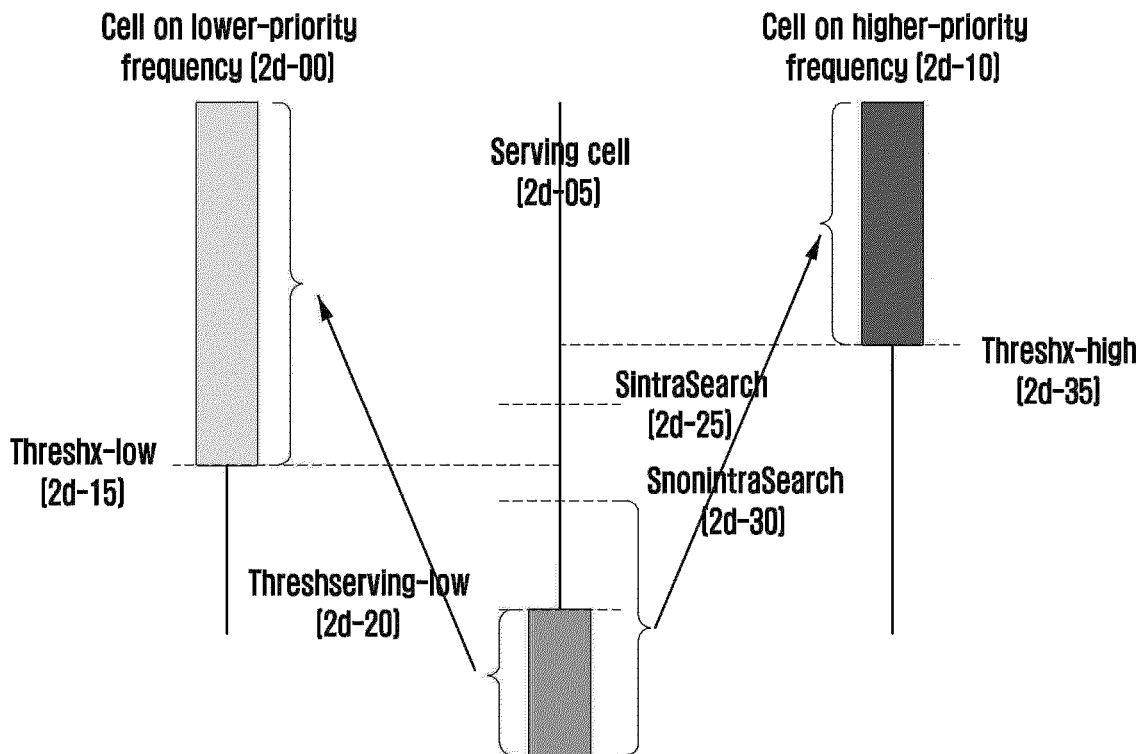 Cell on lower-priority
frequency (2d-00)
Cell on higher-priority
frequency (2d-10)
Serving cell
(2d-05)
Threshx-high
(2d-35)
SintraSearch
(2d-25)
Threshx-low
(2d-15)
SnonintraSearch
(2d-30)
Threshserving-low
(2d-20)